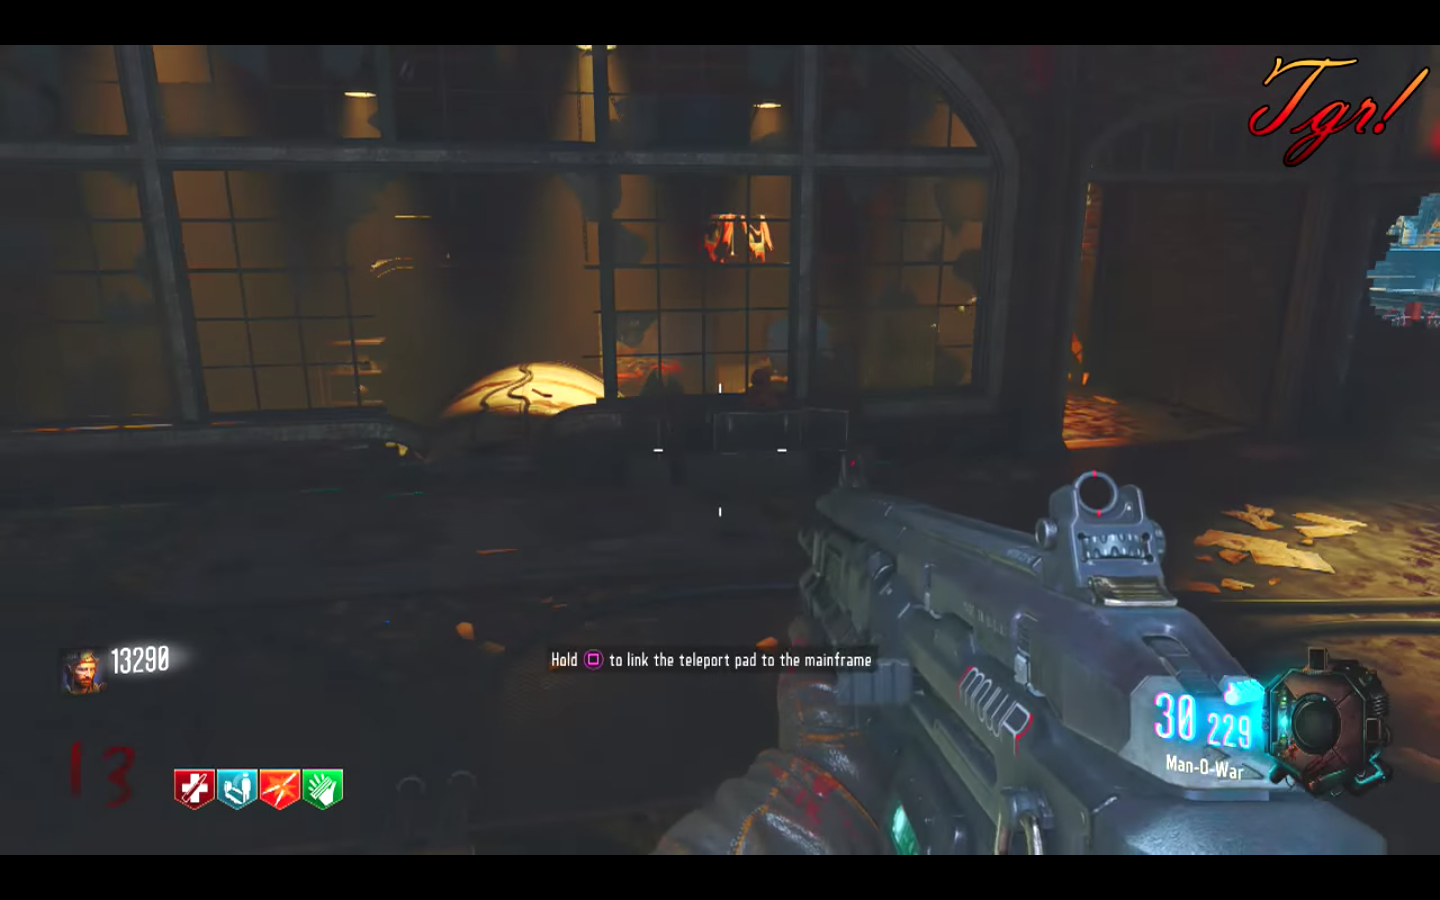 Tgr!
13290
Hold to link the teleport pad to the mainframe
30 229
Man-O-War
13